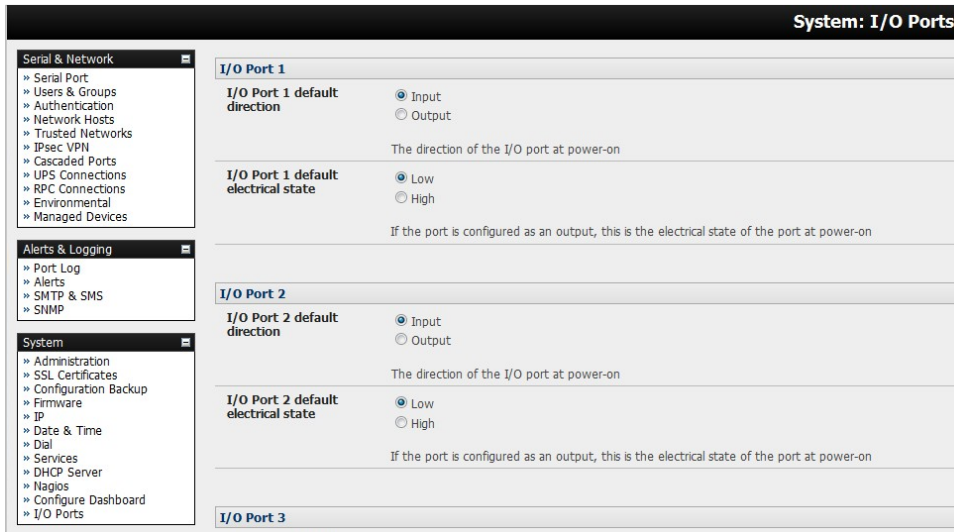 System: I/O Ports
Serial & Network
» Serial Port
» Users & Groups
» Authentication
» Network Hosts
» Trusted Networks
» IPsec VPN
» Cascaded Ports
» UPS Connections
» RPC Connections
» Environmental
» Managed Devices
Alerts & Logging
» Port Log
» Alerts
» SMTP & SMS
» SNMP
System
» Administration
» SSL Certificates
» Configuration Backup
» Firmware
» IP
» Date & Time
» Dial
» Services
» DHCP Server
» Nagios
» Configure Dashboard
» I/O Ports
I/O Port 1
I/O Port 1 default
direction
Input
Output
The direction of the I/O port at power-on
I/O Port 1 default
electrical state
Low
High
If the port is configured as an output, this is the electrical state of the port at power-on
I/O Port 2
I/O Port 2 default
direction
Input
Output
The direction of the I/O port at power-on
I/O Port 2 default
electrical state
Low
High
If the port is configured as an output, this is the electrical state of the port at power-on
I/O Port 3